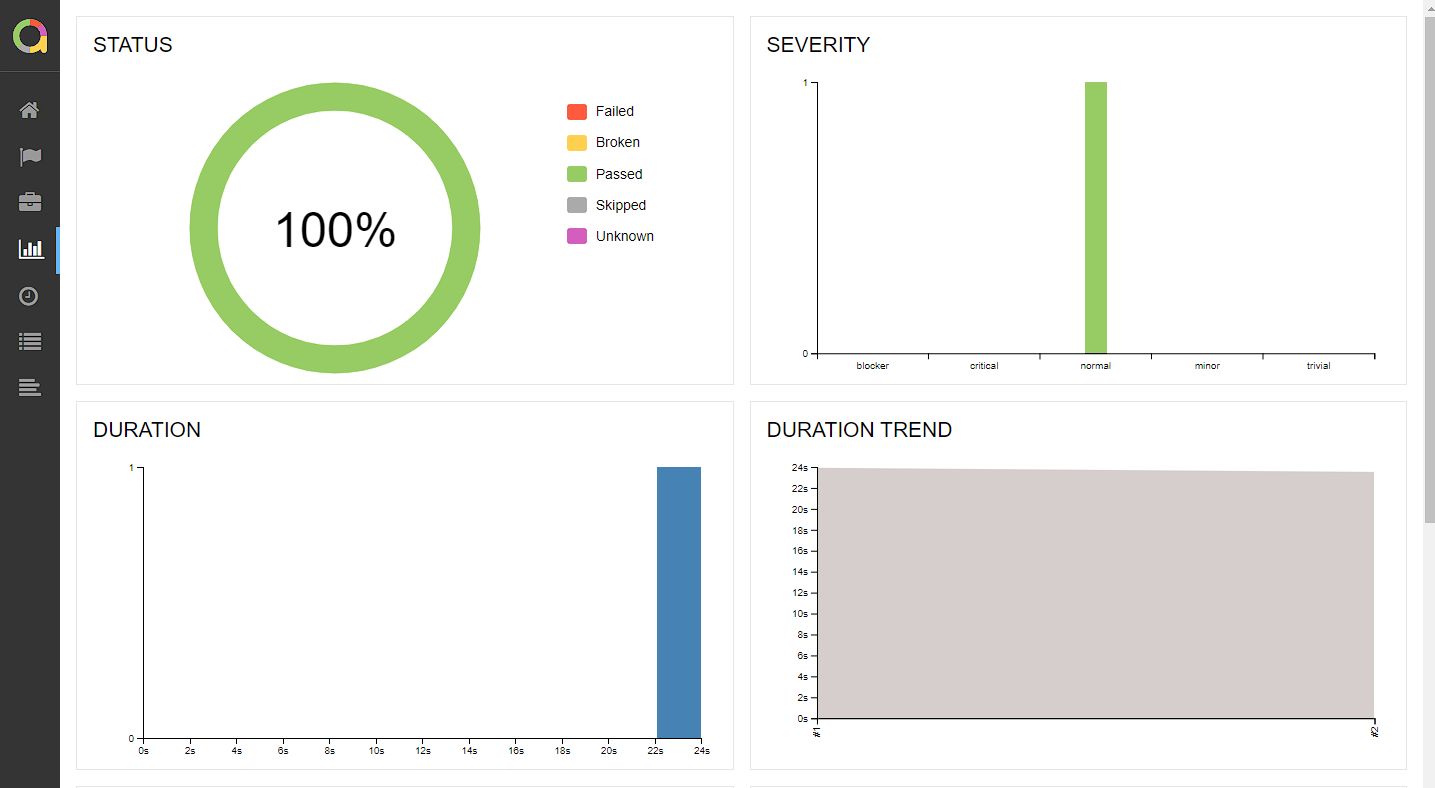 STATUS
100%
Failed
Broken
Passed
Skipped
Unknown
SEVERITY
1
0
blocker critical normal minor trivial
DURATION
1
0
0s 2s 4s 6s 8s 10s 12s 14s 16s 18s 20s 22s 24s
DURATION TREND
24s
22s
20s
18s
16s
14s
12s
10s
8s
6s
4s
2s
0s
#1 #2